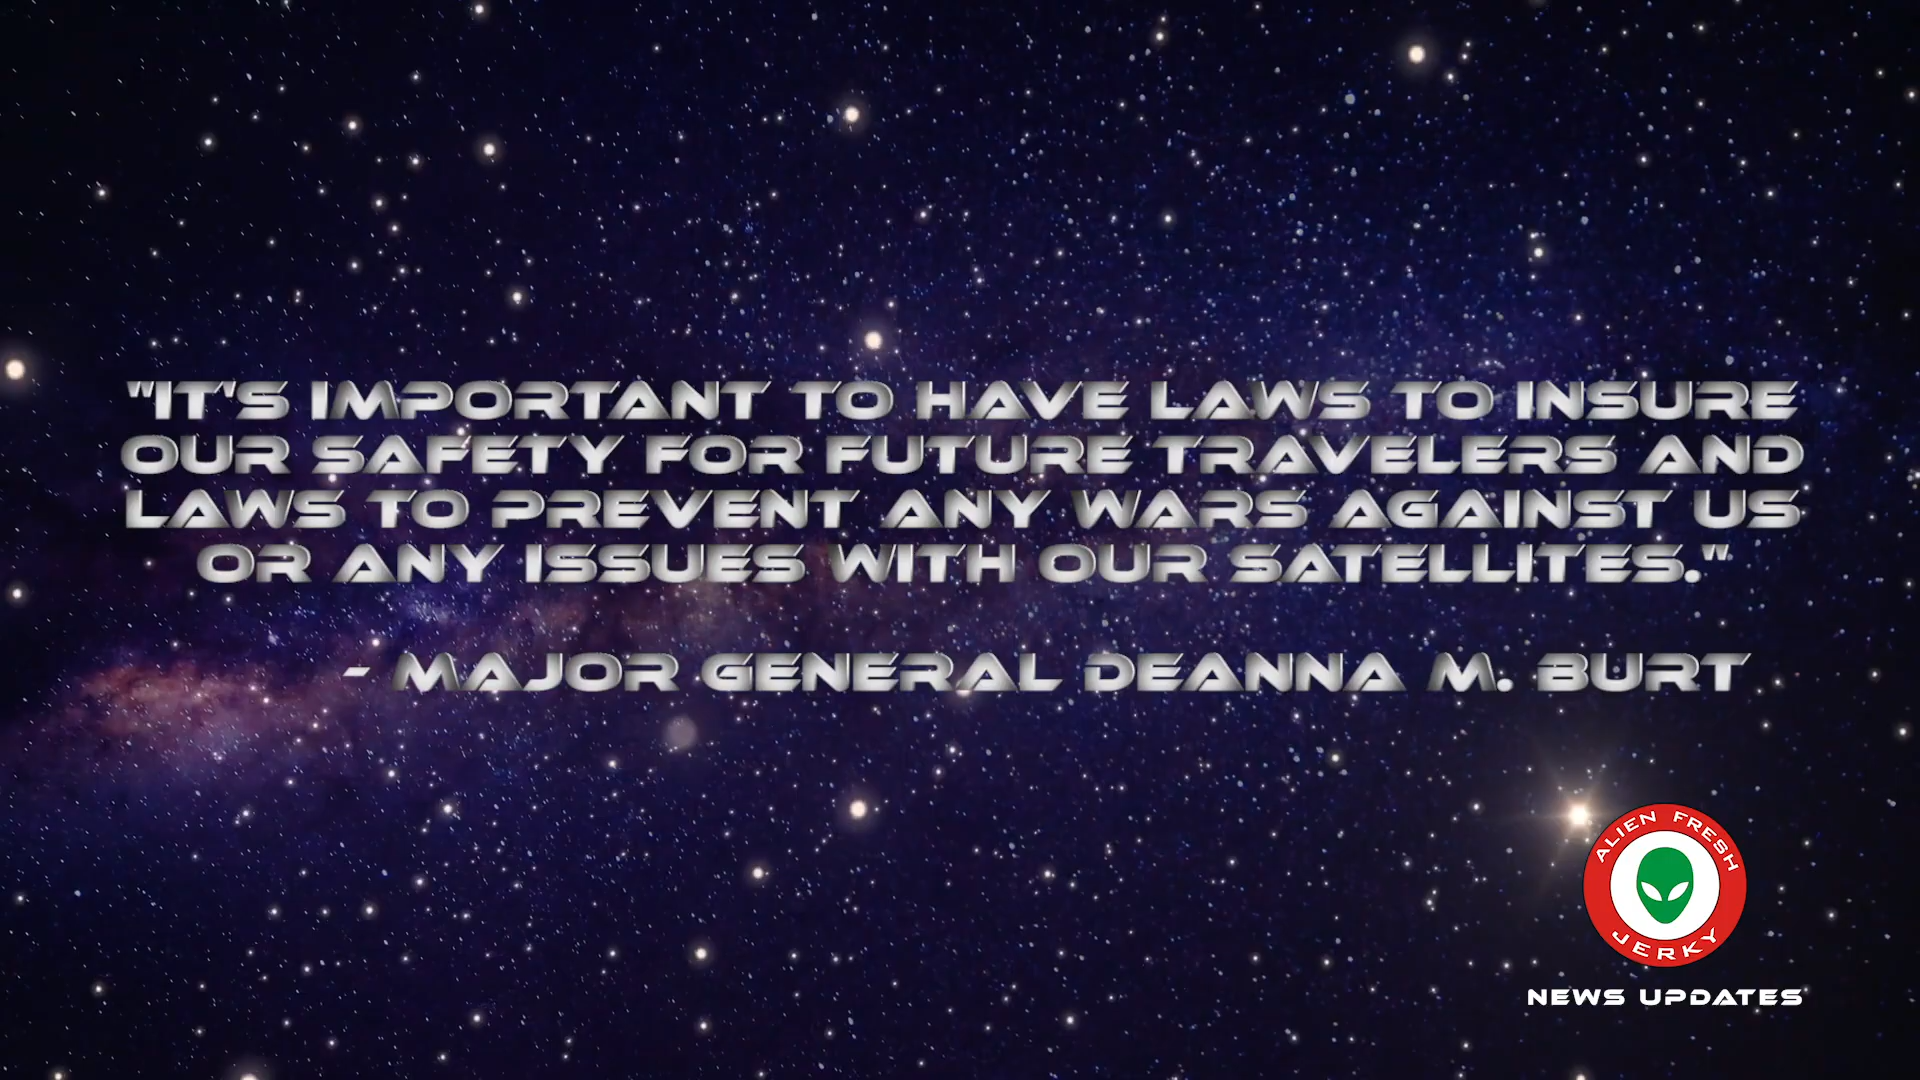 "IT'S IMPORTANT TO HAVE LAWS TO INSURE
OUR SAFETY FOR FUTURE TRAVELERS AND
LAWS TO PREVENT ANY WARS AGAINST US
OR ANY ISSUES WITH OUR SATELLITES."
- MAJOR GENERAL DEANNA M. BURT
ALIEN FRESH
JERKY
NEWS UPDATES